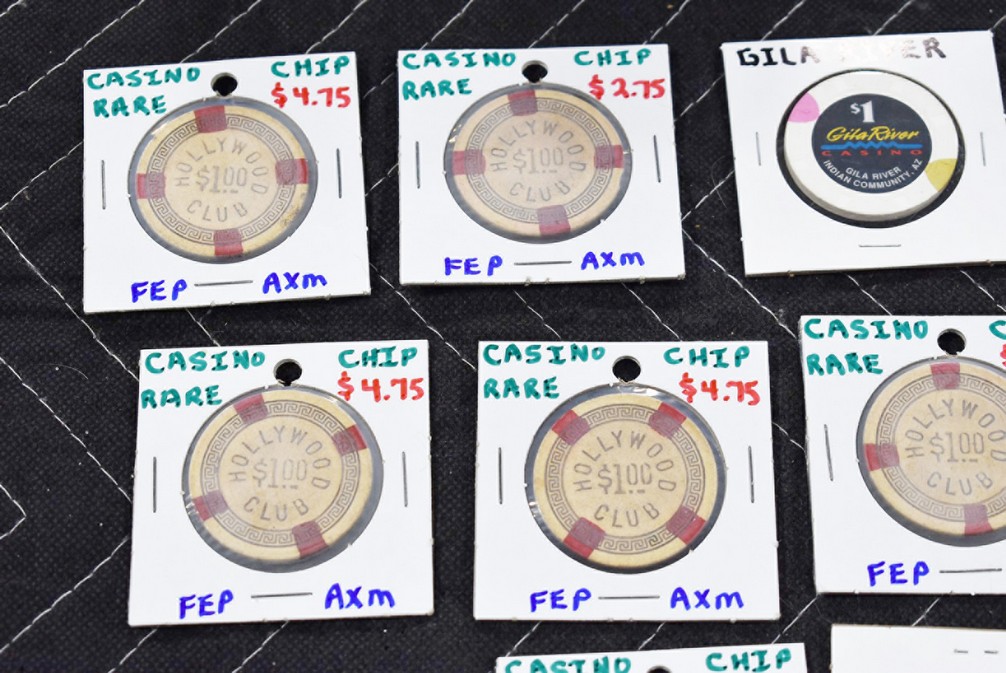 CASINO CHIP
RARE $4.75
HOLLYWOOD
$1.00
CLUB
FEP — AXM
CASINO CHIP
RARE $2.75
HOLLYWOOD
$1.00
CLUB
FEP — AXM
GILA RIVER
$1
GilaRiver
CASINO
GILA RIVER
INDIAN COMMUNITY, AZ
CASINO CHIP
RARE $4.75
HOLLYWOOD
$1.00
CLUB
FEP — AXM
CASINO CHIP
RARE $4.75
HOLLYWOOD
$1.00
CLUB
FEP — AXM
CASINO
RARE
HOLLYWOOD
$1.00
CLUB
FEP —
CASINO CHIP